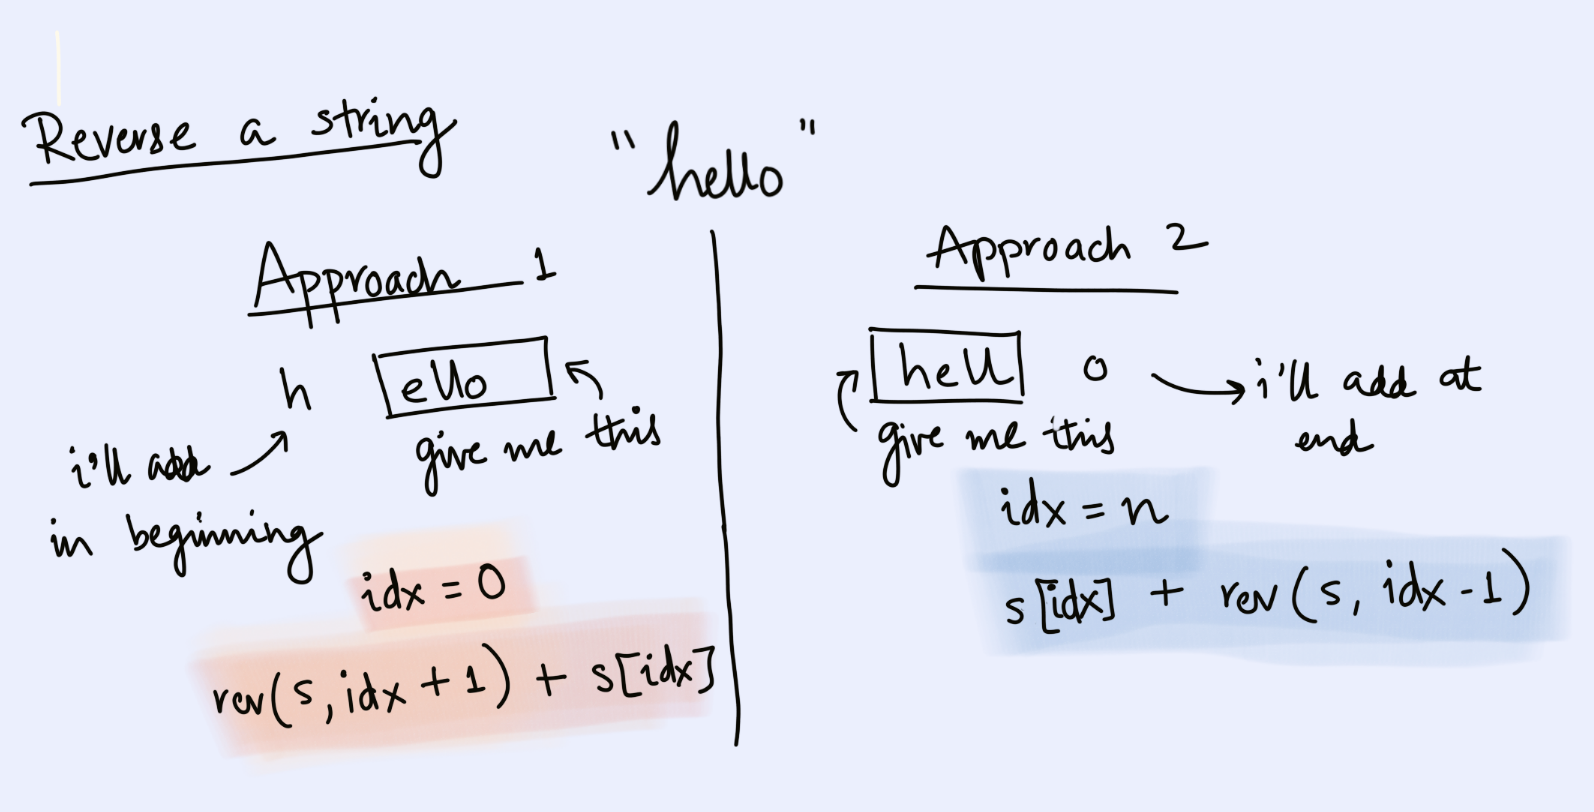 Reverse a string
"hello"
Approach 1
h ello
i'll add
in beginning
give me this
idx = 0
rev(s, idx + 1) + s[idx]
Approach 2
hell o
give me this
i'll add at
end
idx = n
s[idx] + rev(s, idx - 1)